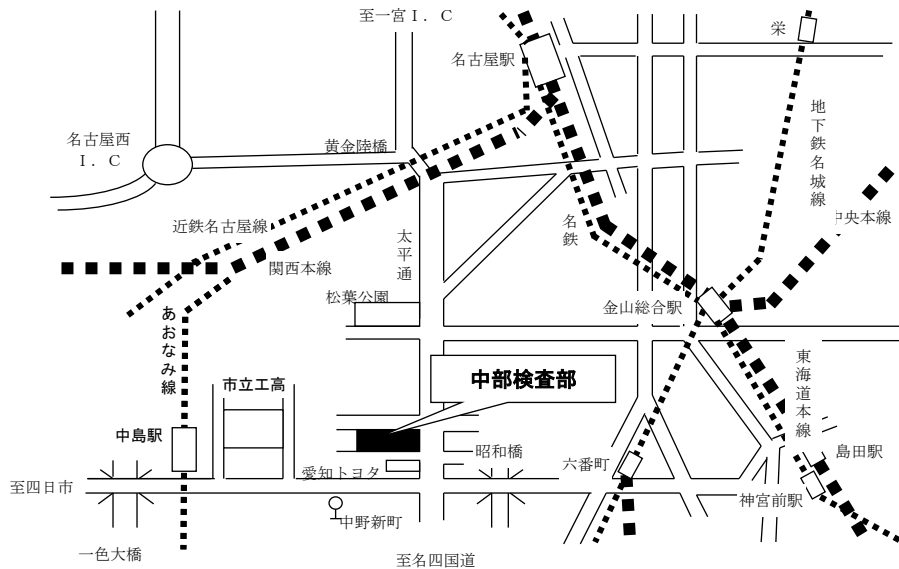 至一宮Ｉ．Ｃ
栄
名古屋駅
地下鉄名城線
名古屋西
Ｉ．Ｃ
黄金陸橋
近鉄名古屋線
太平通
名鉄
中央本線
関西本線
松葉公園
金山総合駅
あおなみ線
東海道本線
中部検査部
市立工高
中島駅
昭和橋
六番町
島田駅
愛知トヨタ
至四日市
神宮前駅
中野新町
一色大橋
至名四国道